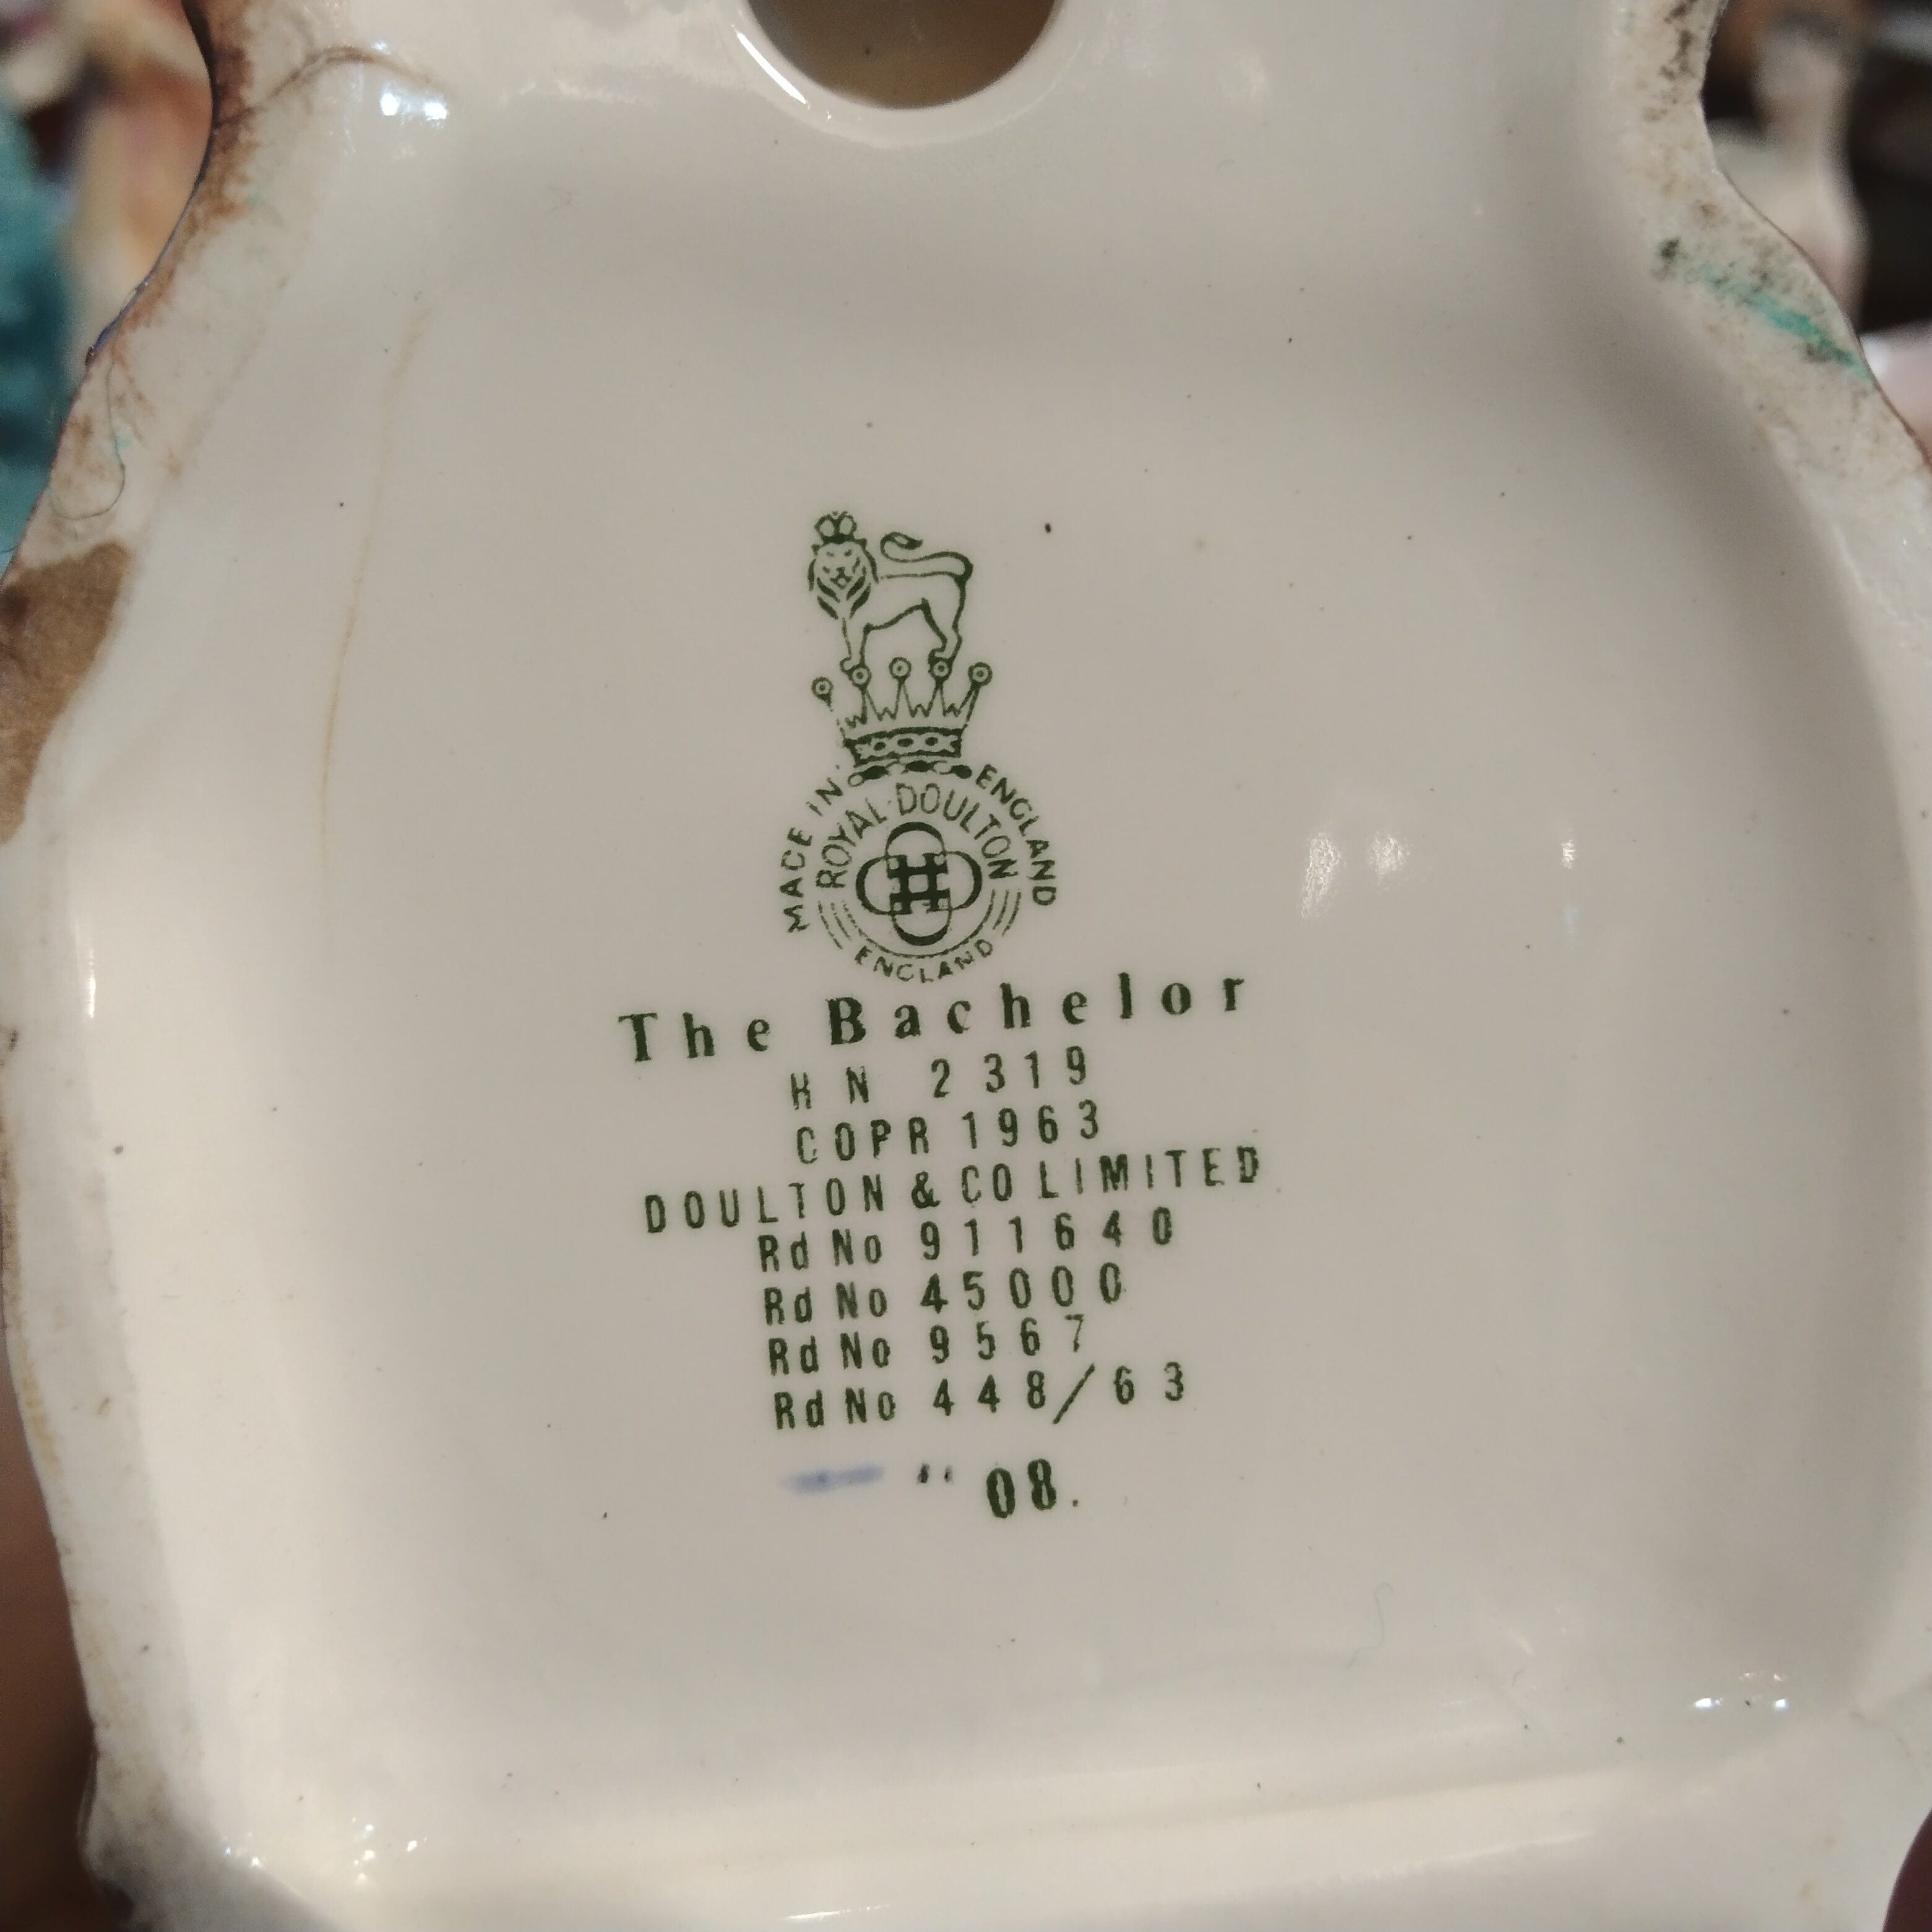 MADE IN ENGLAND
ROYAL DOULTON
ENGLAND
The Bachelor
HN 2319
COPR 1963
DOULTON & CO LIMITED
Rd No 911640
Rd No 45000
Rd No 9567
Rd No 448/63
08.